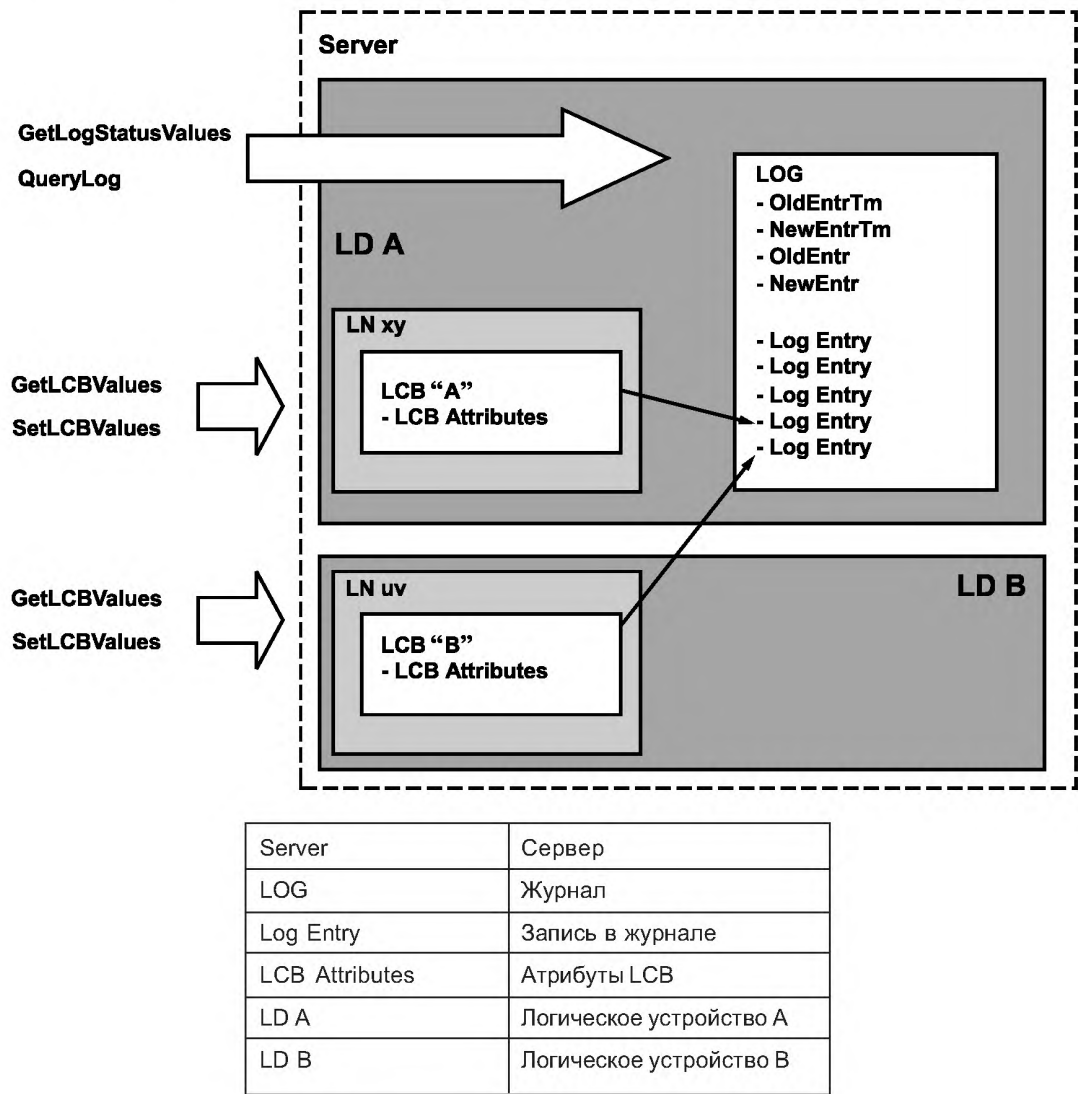 Server
GetLogStatusValues
QueryLog
LOG
- OldEntrTm
- NewEntrTm
- OldEntr
- NewEntr
- Log Entry
- Log Entry
- Log Entry
- Log Entry
- Log Entry
LD A
LN xy
LCB “A”
- LCB Attributes
GetLCBValues
SetLCBValues
LD B
LN uv
LCB “B”
- LCB Attributes
GetLCBValues
SetLCBValues
Server Сервер
LOG Журнал
Log Entry Запись в журнале
LCB Attributes Атрибуты LCB
LD A Логическое устройство A
LD B Логическое устройство B